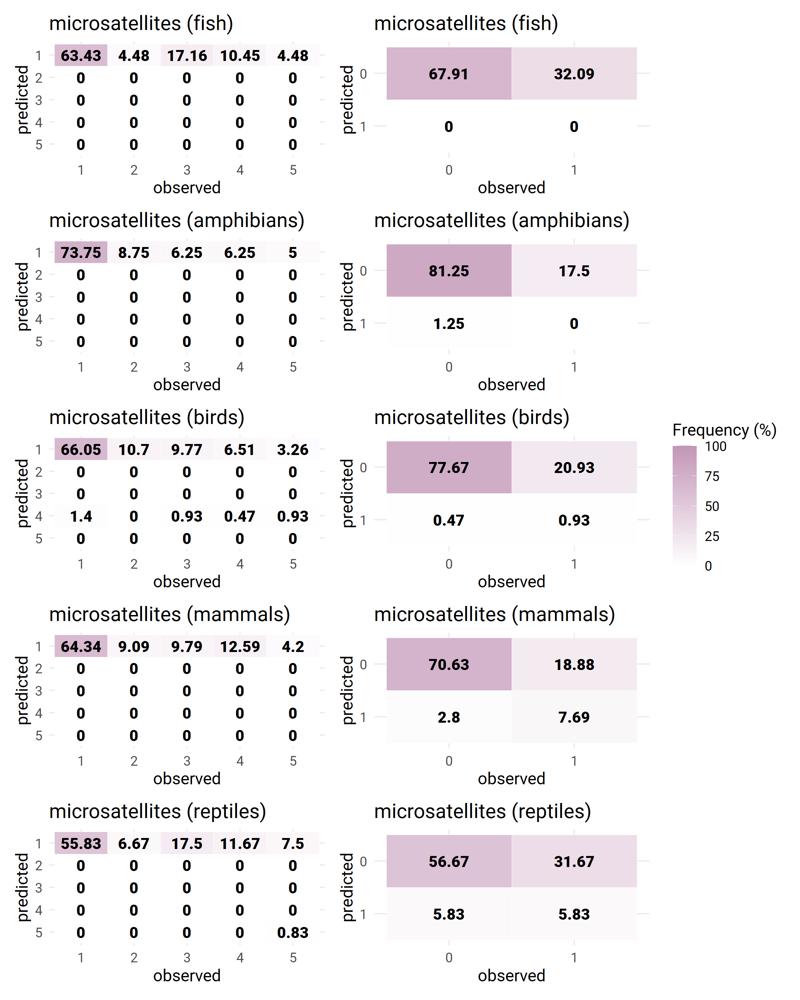 microsatellites (fish)
predicted
1 63.43 4.48 17.16 10.45 4.48
2 0 0 0 0 0
3 0 0 0 0 0
4 0 0 0 0 0
5 0 0 0 0 0
1 2 3 4 5
observed
microsatellites (fish)
predicted
0 67.91 32.09
1 0 0
0 1
observed
microsatellites (amphibians)
predicted
1 73.75 8.75 6.25 6.25 5
2 0 0 0 0 0
3 0 0 0 0 0
4 0 0 0 0 0
5 0 0 0 0 0
1 2 3 4 5
observed
microsatellites (amphibians)
predicted
0 81.25 17.5
1 1.25 0
0 1
observed
microsatellites (birds)
predicted
1 66.05 10.7 9.77 6.51 3.26
2 0 0 0 0 0
3 0 0 0 0 0
4 1.4 0 0.93 0.47 0.93
5 0 0 0 0 0
1 2 3 4 5
observed
microsatellites (birds)
predicted
0 77.67 20.93
1 0.47 0.93
0 1
observed
Frequency (%)
100
75
50
25
0
microsatellites (mammals)
predicted
1 64.34 9.09 9.79 12.59 4.2
2 0 0 0 0 0
3 0 0 0 0 0
4 0 0 0 0 0
5 0 0 0 0 0
1 2 3 4 5
observed
microsatellites (mammals)
predicted
0 70.63 18.88
1 2.8 7.69
0 1
observed
microsatellites (reptiles)
predicted
1 55.83 6.67 17.5 11.67 7.5
2 0 0 0 0 0
3 0 0 0 0 0
4 0 0 0 0 0
5 0 0 0 0 0.83
1 2 3 4 5
observed
microsatellites (reptiles)
predicted
0 56.67 31.67
1 5.83 5.83
0 1
observed